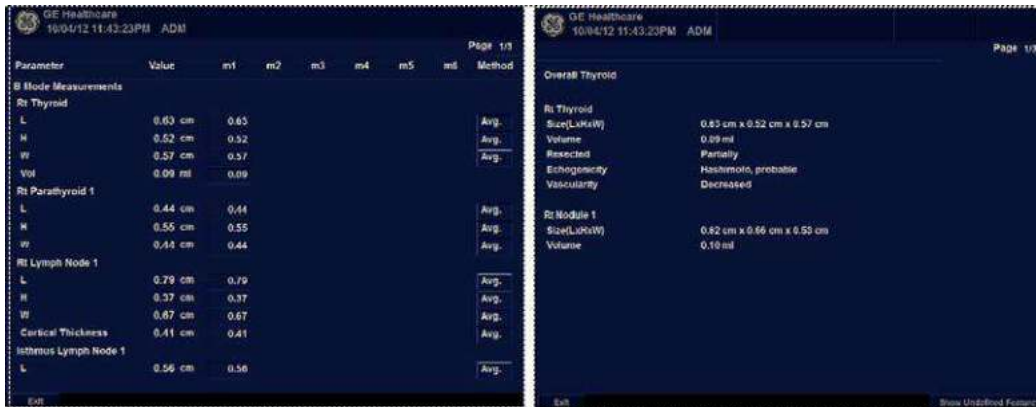 GE Healthcare
10/04/12 11:43:23PM ADM
Page 1/3
Parameter Value m1 m2 m3 m4 m5 m6 Method
B Mode Measurements
Rt Thyroid
L 0.63 cm 0.63 Avg.
H 0.52 cm 0.52 Avg.
W 0.57 cm 0.57 Avg.
Vol 0.09 ml 0.09
Rt Parathyroid 1
L 0.44 cm 0.44 Avg.
H 0.55 cm 0.55 Avg.
W 0.44 cm 0.44 Avg.
Rt Lymph Node 1
L 0.79 cm 0.79 Avg.
H 0.37 cm 0.37 Avg.
W 0.67 cm 0.67 Avg.
Cortical Thickness 0.41 cm 0.41 Avg.
Isthmus Lymph Node 1
L 0.56 cm 0.56 Avg.
Exit
GE Healthcare
10/04/12 11:43:23PM ADM
Page 1/3
Overall Thyroid
Rt Thyroid
Size(LxHxW) 0.63 cm x 0.52 cm x 0.57 cm
Volume 0.09 ml
Resected Partially
Echogenicity Hashimoto, probable
Vascularity Decreased
Rt Nodule 1
Size(LxHxW) 0.62 cm x 0.66 cm x 0.53 cm
Volume 0.10 ml
Exit Show Undefined Features